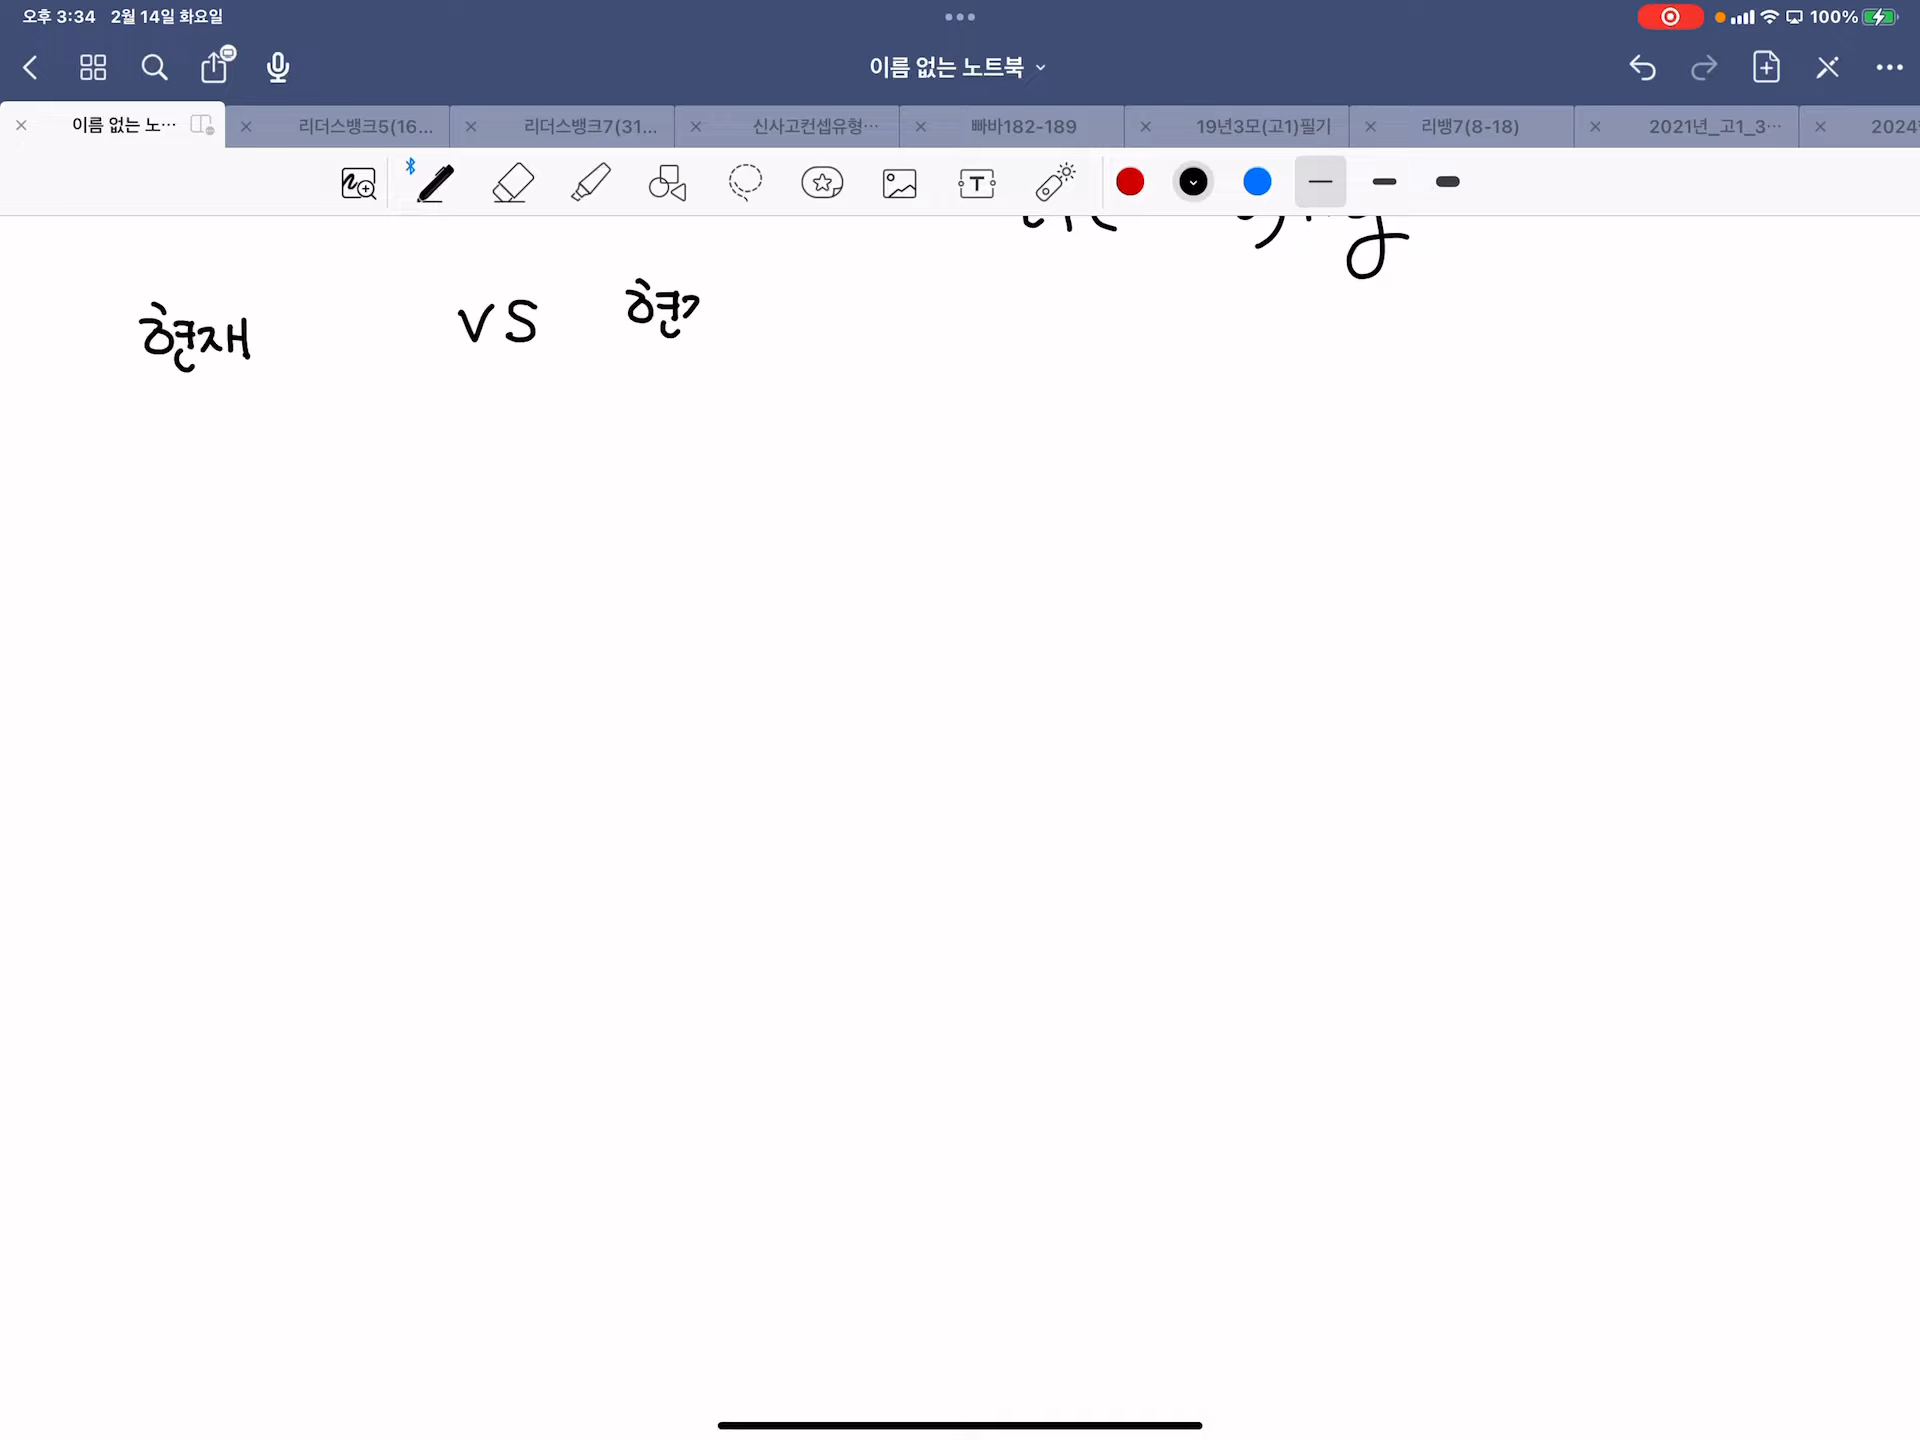 오후 3:34 2월 14일 화요일 100%
이름 없는 노트북
이름 없는 노… 리더스뱅크5(16... 리더스뱅크7(31... 신사고컨셉유형… 빠바182-189 19년3모(고1)필기 리뱅7(8-18) 2021년_고1_3… 2024
현재 VS 현